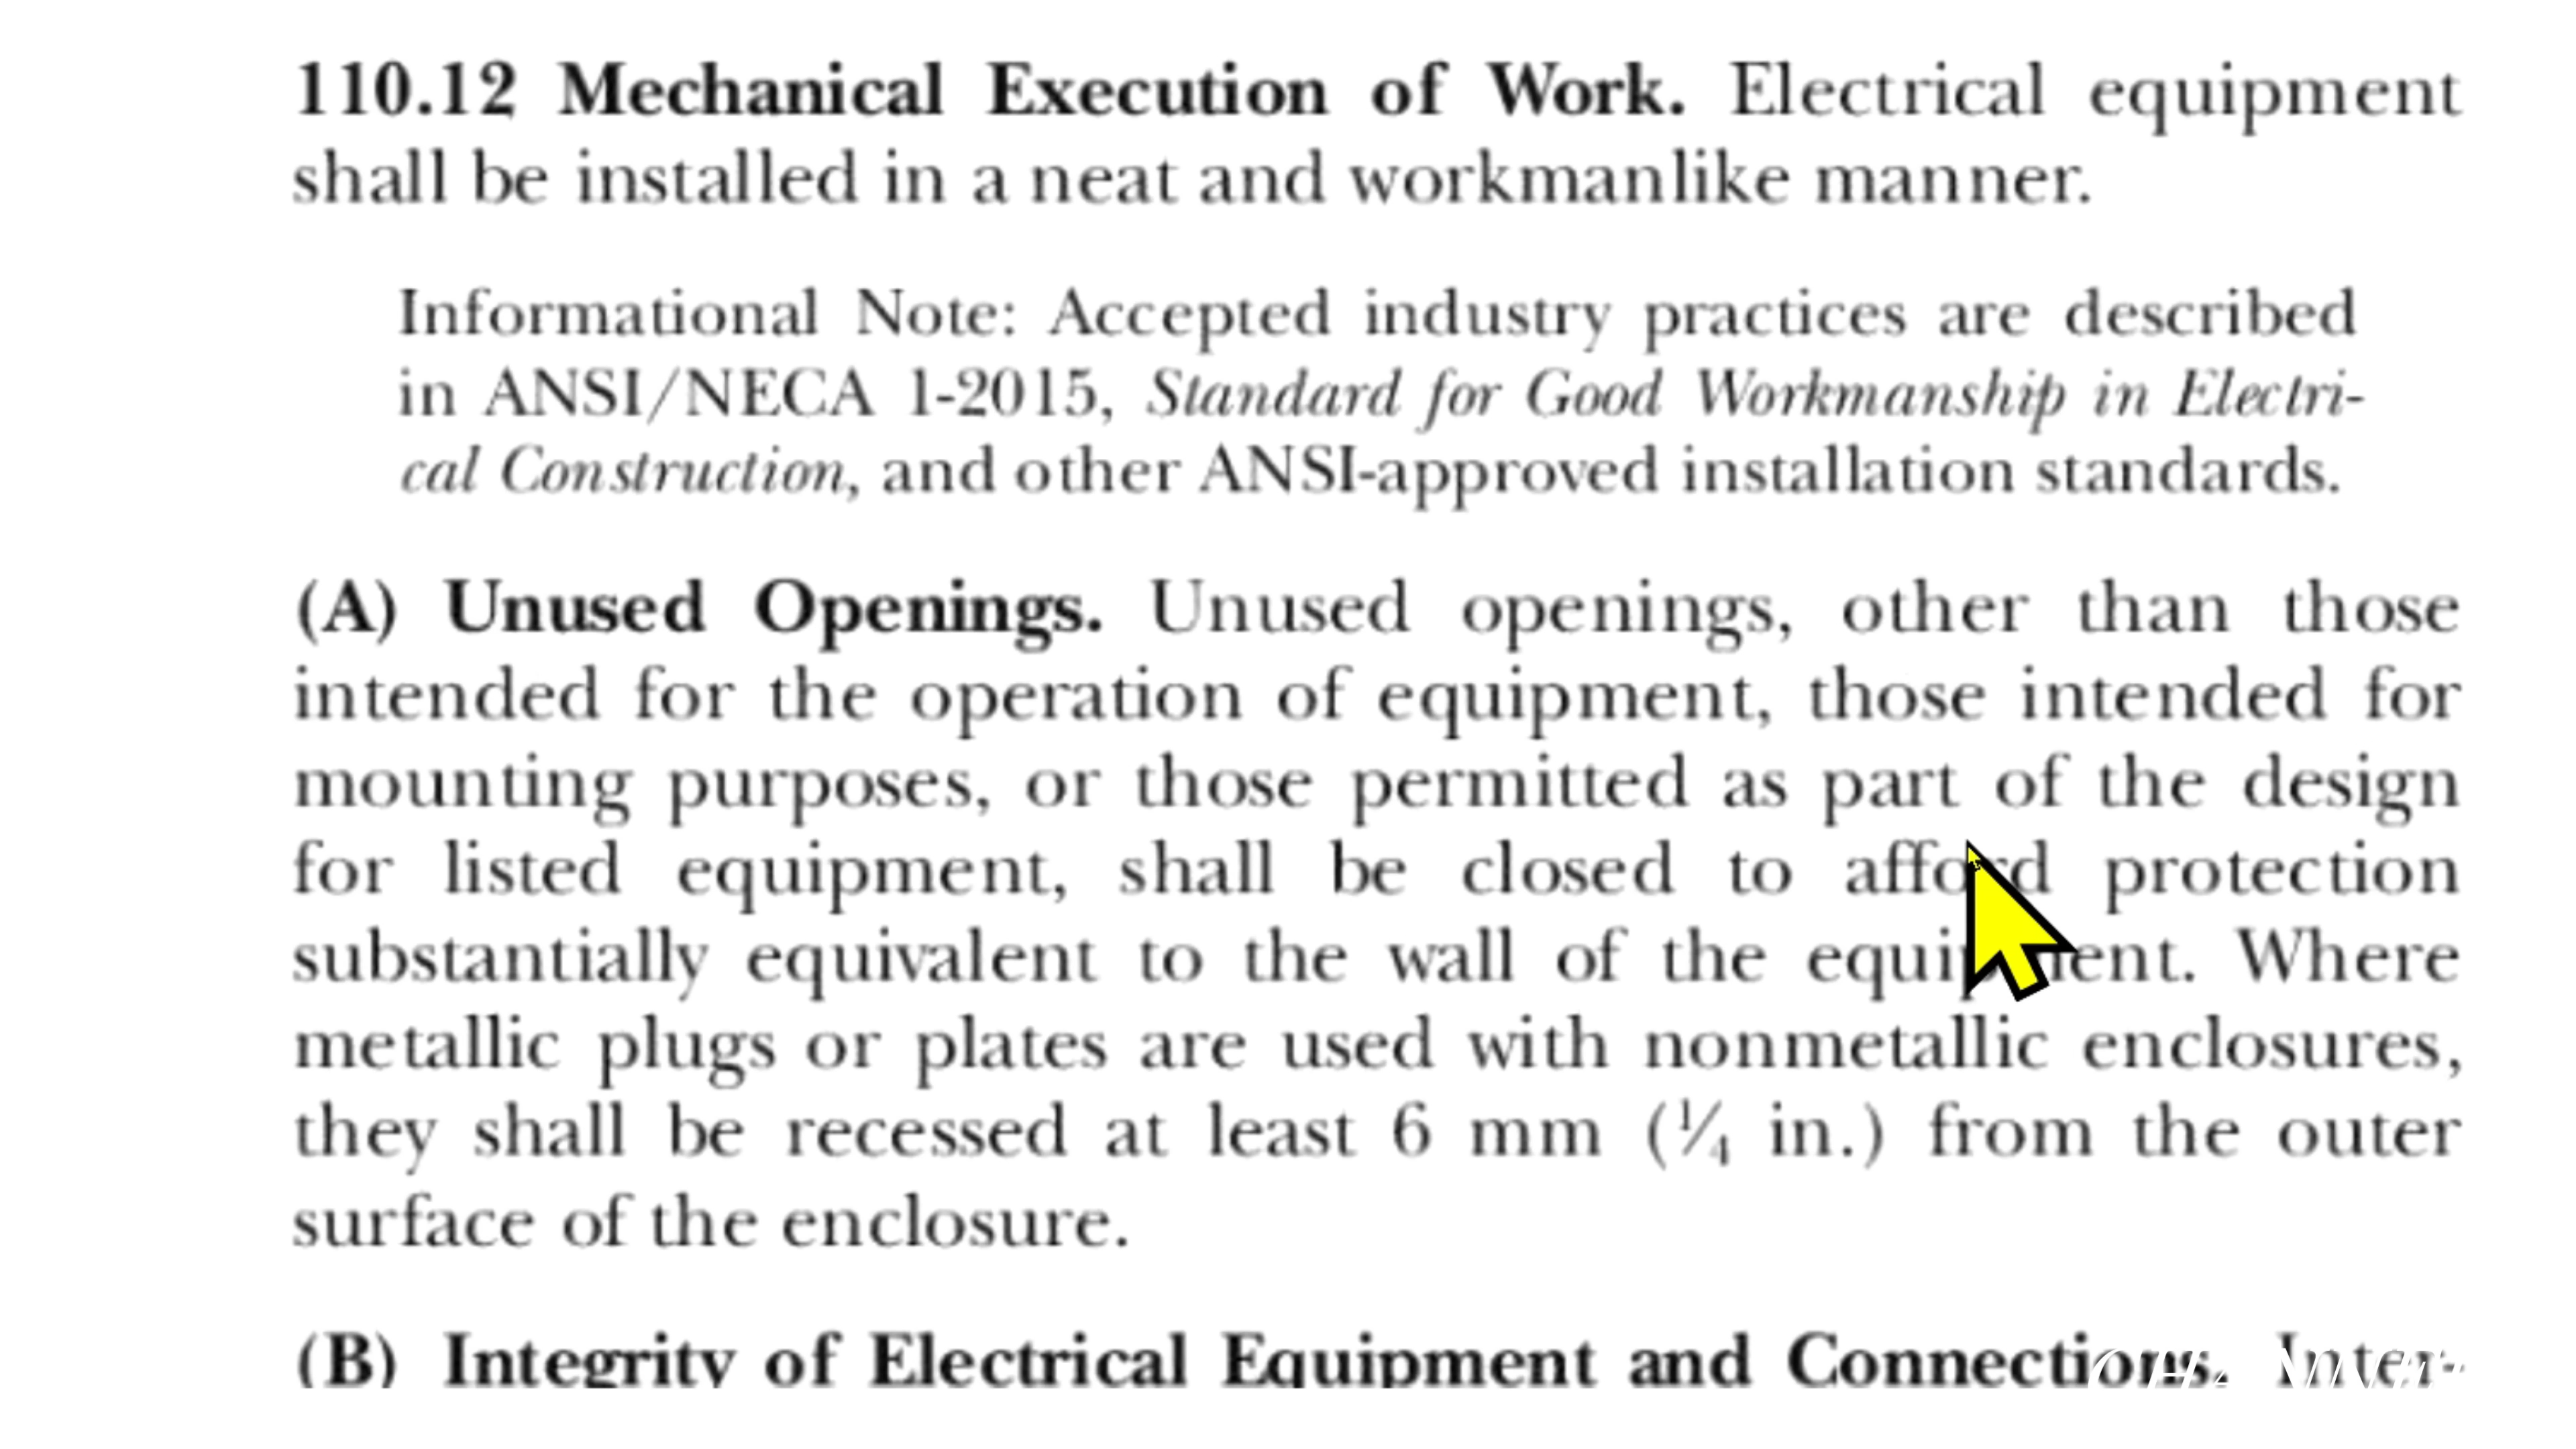 110.12 Mechanical Execution of Work. Electrical equipment
shall be installed in a neat and workmanlike manner.
Informational Note: Accepted industry practices are described
in ANSI/NECA 1-2015, Standard for Good Workmanship in Electri-
cal Construction, and other ANSI-approved installation standards.
(A) Unused Openings. Unused openings, other than those
intended for the operation of equipment, those intended for
mounting purposes, or those permitted as part of the design
for listed equipment, shall be closed to afford protection
substantially equivalent to the wall of the equipment. Where
metallic plugs or plates are used with nonmetallic enclosures,
they shall be recessed at least 6 mm (1/4 in.) from the outer
surface of the enclosure.
(B) Integrity of Electrical Equipment and Connections. Inter-